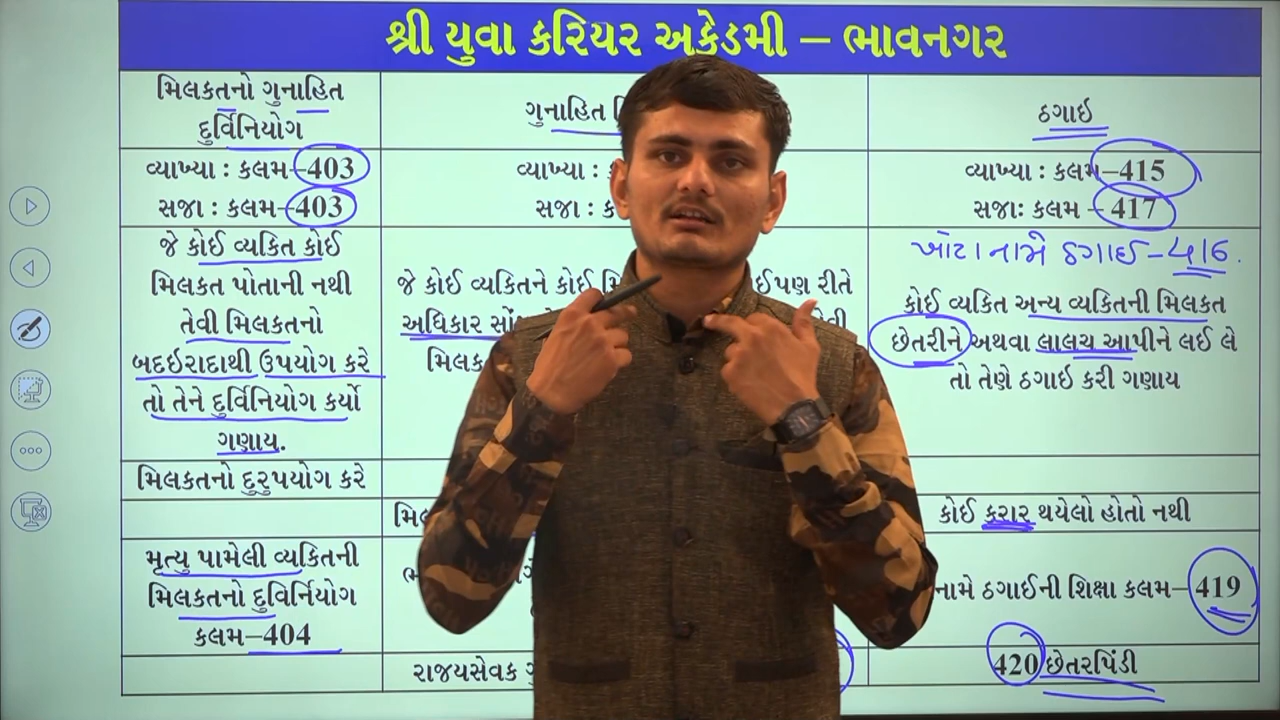 શ્રી યુવા કરિયર અકેડમી – ભાવનગર
મિલકતનો ગુનાહિત
દુર્વિનિયોગ
ગુનાહિત
ઠગાઇ
વ્યાખ્યા : કલમ–403
સજા : કલમ–403
વ્યાખ્યા :
સજા :
વ્યાખ્યા : કલમ–415
સજાઃ કલમ – 417
જે કોઈ વ્યકિત કોઈ
મિલકત પોતાની નથી
તેવી મિલકતનો
બદઇરાદાથી ઉપયોગ કરે
તો તેને દુર્વિનિયોગ કર્યો
ગણાય.
જે કોઈ વ્યકિતને કોઈ
રીતે
અધિકાર
ખોટા નામે ઠગાઈ – 416.
કોઈ વ્યકિત અન્ય વ્યકિતની મિલકત
છેતરીને અથવા લાલચ આપીને લઈ લે
તો તેણે ઠગાઇ કરી ગણાય
મિલકતનો દુરુપયોગ કરે
કોઈ કરાર થયેલો હોતો નથી
મૃત્યુ પામેલી વ્યકિતની
મિલકતનો દુવિર્નિયોગ
કલમ–404
નામે ઠગાઈની શિક્ષા કલમ– 419
રાજયસેવક
420 છેતરપિંડી